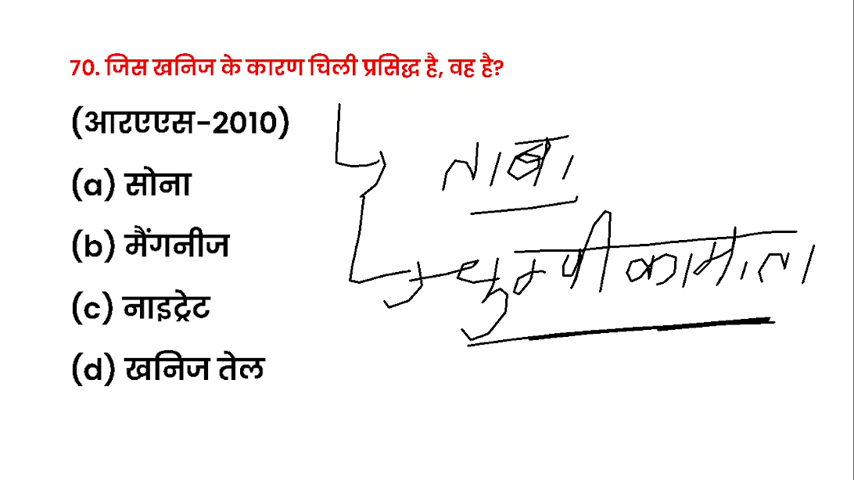 70. जिस खनिज के कारण चिली प्रसिद्ध है, वह है?
(आरएएस-2010)
(a) सोना
(b) मैंगनीज
(c) नाइट्रेट
(d) खनिज तेल
ताबा